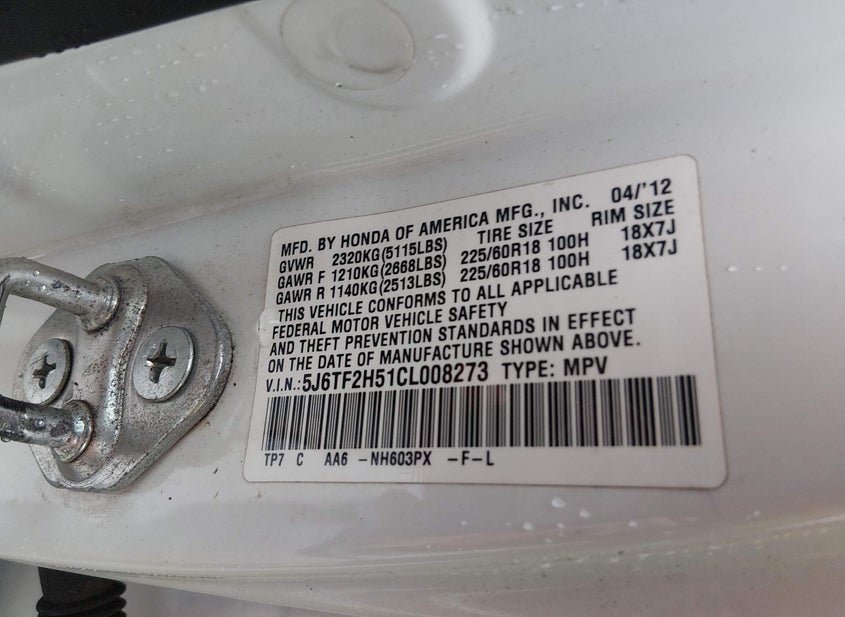 MFD. BY HONDA OF AMERICA MFG., INC. 04/'12
GVWR 2320KG(5115LBS) TIRE SIZE RIM SIZE
GAWR F 1210KG(2668LBS) 225/60R18 100H 18X7J
GAWR R 1140KG(2513LBS) 225/60R18 100H 18X7J
THIS VEHICLE CONFORMS TO ALL APPLICABLE
FEDERAL MOTOR VEHICLE SAFETY
AND THEFT PREVENTION STANDARDS IN EFFECT
ON THE DATE OF MANUFACTURE SHOWN ABOVE.
V.I.N.:5J6TF2H51CL008273 TYPE: MPV
TP7 C AA6 -NH603PX -F-L